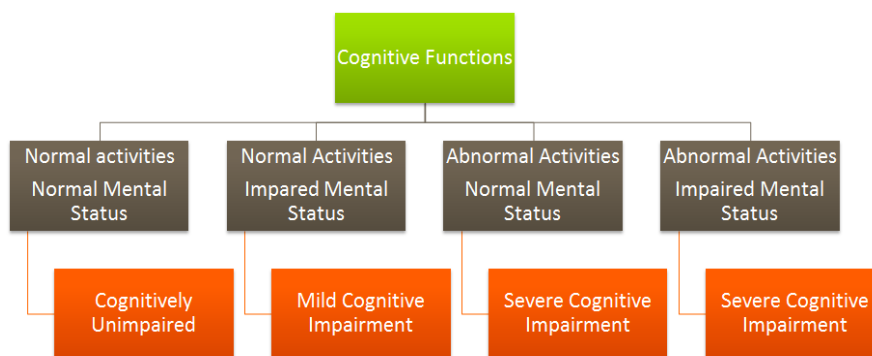 Cognitive Functions
Normal activities
Normal Mental
Status
Normal Activities
Impared Mental
Status
Abnormal Activities
Normal Mental
Status
Abnormal Activities
Impaired Mental
Status
Cognitively
Unimpaired
Mild Cognitive
Impairment
Severe Cognitive
Impairment
Severe Cognitive
Impairment